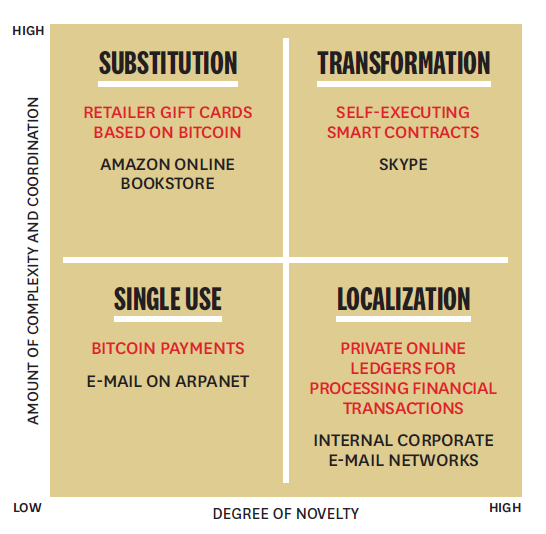 HIGH
SUBSTITUTION
RETAILER GIFT CARDS
BASED ON BITCOIN
AMAZON ONLINE
BOOKSTORE
TRANSFORMATION
SELF-EXECUTING
SMART CONTRACTS
SKYPE
AMOUNT OF COMPLEXITY AND COORDINATION
SINGLE USE
BITCOIN PAYMENTS
E-MAIL ON ARPANET
LOCALIZATION
PRIVATE ONLINE
LEDGERS FOR
PROCESSING FINANCIAL
TRANSACTIONS
INTERNAL CORPORATE
E-MAIL NETWORKS
LOW
DEGREE OF NOVELTY
HIGH